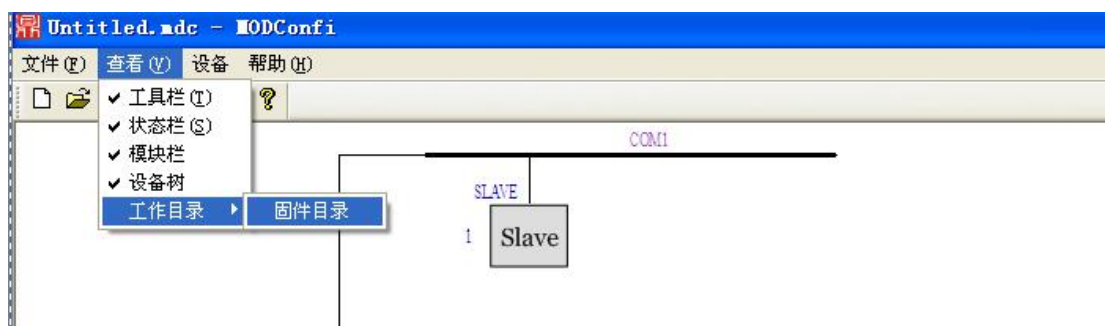 鼎 Untitled.mdc - MODConfi
文件(F) 查看(V) 设备 帮助(H)
工具栏(T)
状态栏(S)
模块栏
设备树
工作目录
固件目录
COM1
SLAVE
1
Slave